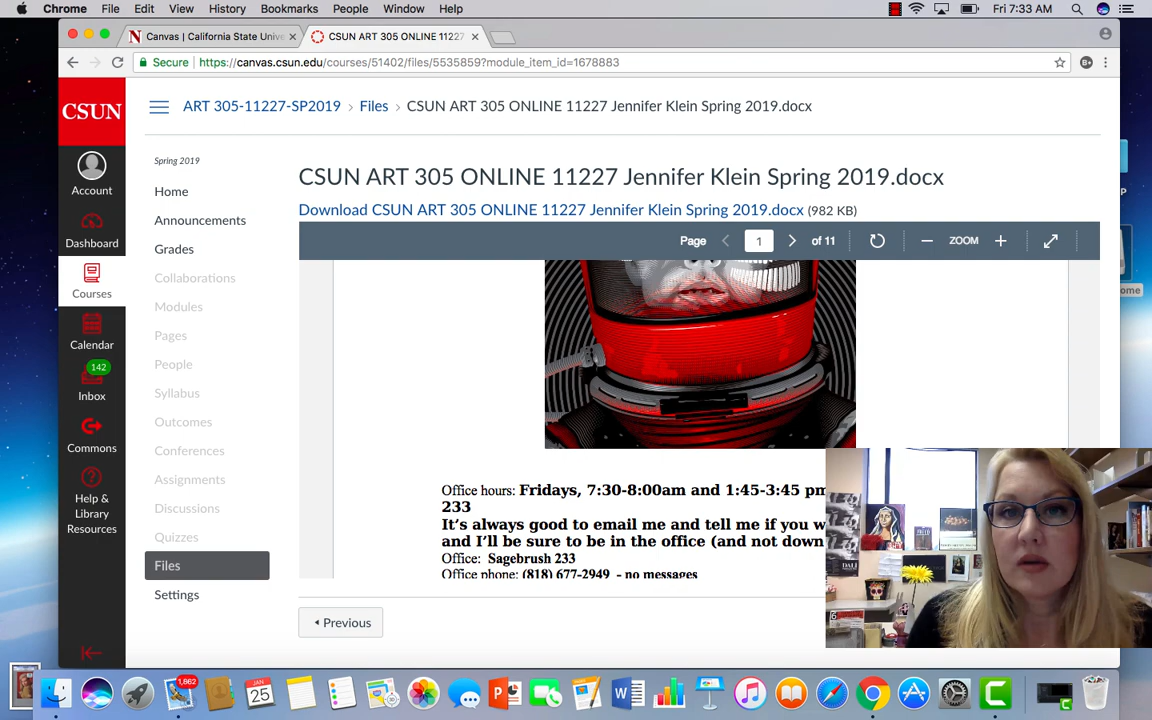 Chrome File Edit View History Bookmarks People Window Help Fri 7:33 AM
Canvas | California State Unive
CSUN ART 305 ONLINE 11227
Secure https://canvas.csun.edu/courses/51402/files/5535859?module_item_id=1678883
CSUN
ART 305-11227-SP2019 › Files › CSUN ART 305 ONLINE 11227 Jennifer Klein Spring 2019.docx
Account
Dashboard
Courses
Calendar
142
Inbox
Commons
Help &
Library
Resources
Spring 2019
Home
Announcements
Grades
Collaborations
Modules
Pages
People
Syllabus
Outcomes
Conferences
Assignments
Discussions
Quizzes
Files
Settings
CSUN ART 305 ONLINE 11227 Jennifer Klein Spring 2019.docx
Download CSUN ART 305 ONLINE 11227 Jennifer Klein Spring 2019.docx (982 KB)
Page 1 of 11 ZOOM
Office hours: Fridays, 7:30-8:00am and 1:45-3:45 pm
233
It's always good to email me and tell me if you w
and I'll be sure to be in the office (and not down
Office: Sagebrush 233
Office phone: (818) 677-2949 - no messages
Previous
DALI
ome
P
1,662
JAN
25